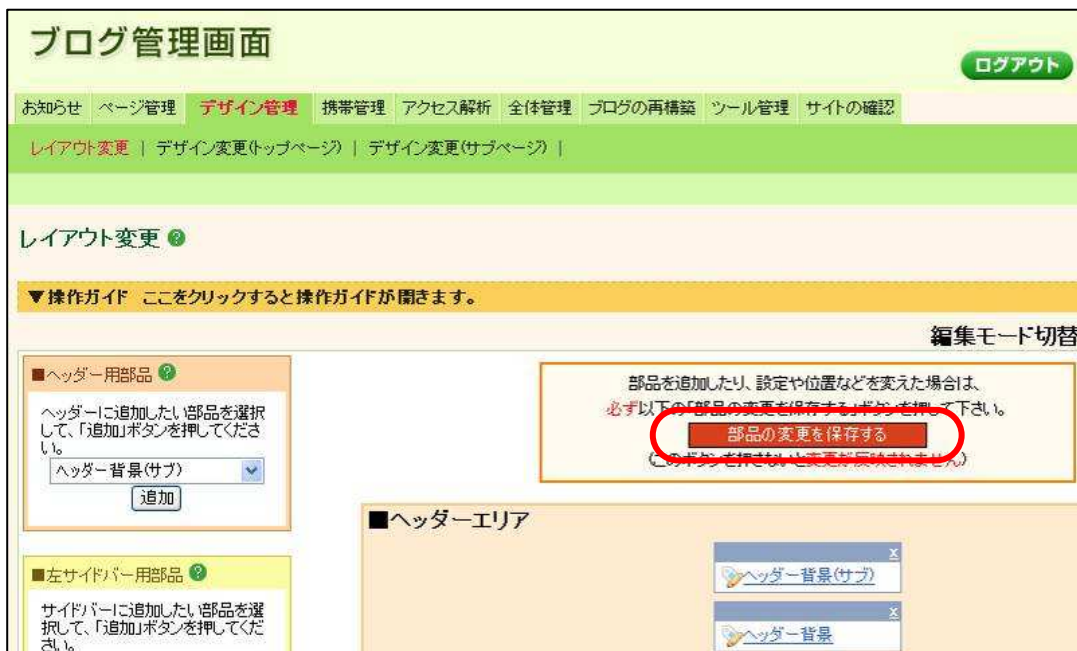 ブログ管理画面
ログアウト
お知らせ ページ管理 デザイン管理 携帯管理 アクセス解析 全体管理 ブログの再構築 ツール管理 サイトの確認
レイアウト変更 | デザイン変更(トップページ) | デザイン変更(サブページ) |
レイアウト変更 ?
▼操作ガイド ここをクリックすると操作ガイドが開きます。
編集モード切替
■ヘッダー用部品 ?
ヘッダーに追加したい部品を選択
して、「追加」ボタンを押してくださ
い。
ヘッダー背景(サブ)
追加
部品を追加したり、設定や位置などを変えた場合は、
必ず以下の「部品の変更を保存する」ボタンを押して下さい。
部品の変更を保存する
(このボタンを押さないと変更が反映されません)
■ヘッダーエリア
x
ヘッダー背景(サブ)
x
ヘッダー背景
■左サイドバー用部品 ?
サイドバーに追加したい部品を選
択して、「追加」ボタンを押してくだ
さい。